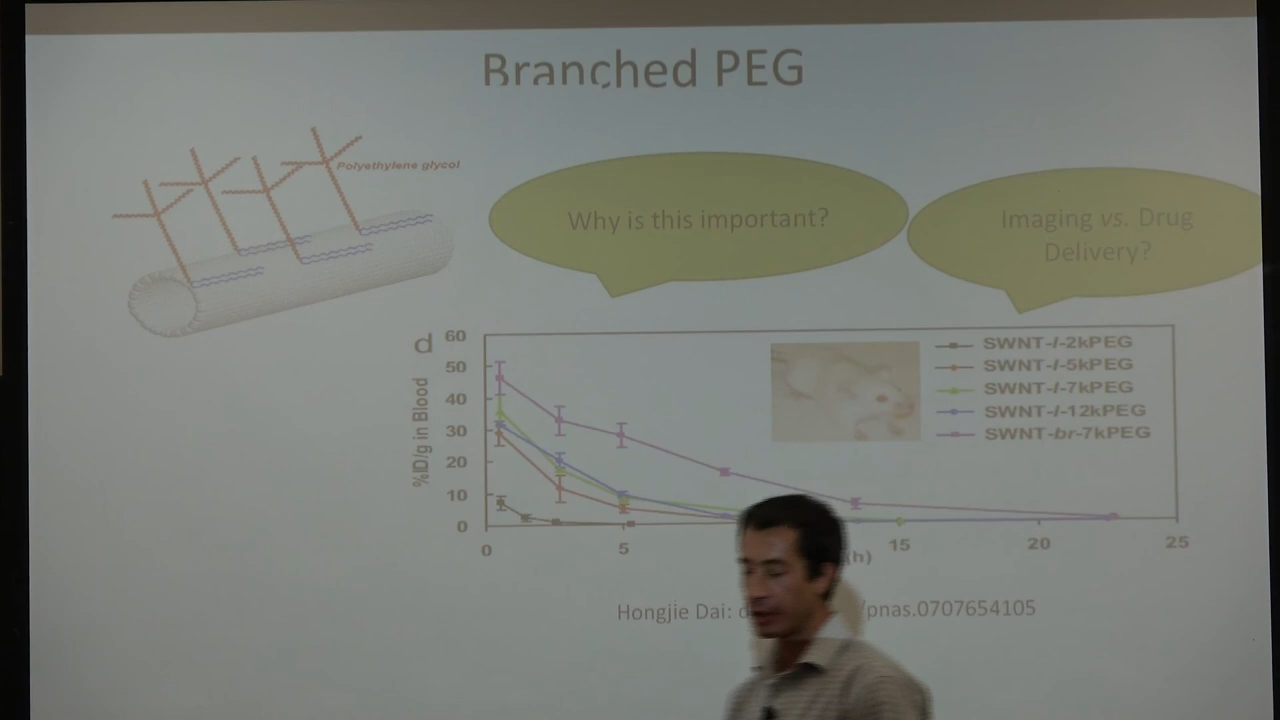 Branched PEG
Polyethylene glycol
Why is this important?
Imaging vs. Drug
Delivery?
d
60
50
40
30
20
10
0
%ID/g in Blood
SWNT-l-2kPEG
SWNT-l-5kPEG
SWNT-l-7kPEG
SWNT-l-12kPEG
SWNT-br-7kPEG
0
5
15
20
25
(h)
Hongjie Dai: d /pnas.0707654105